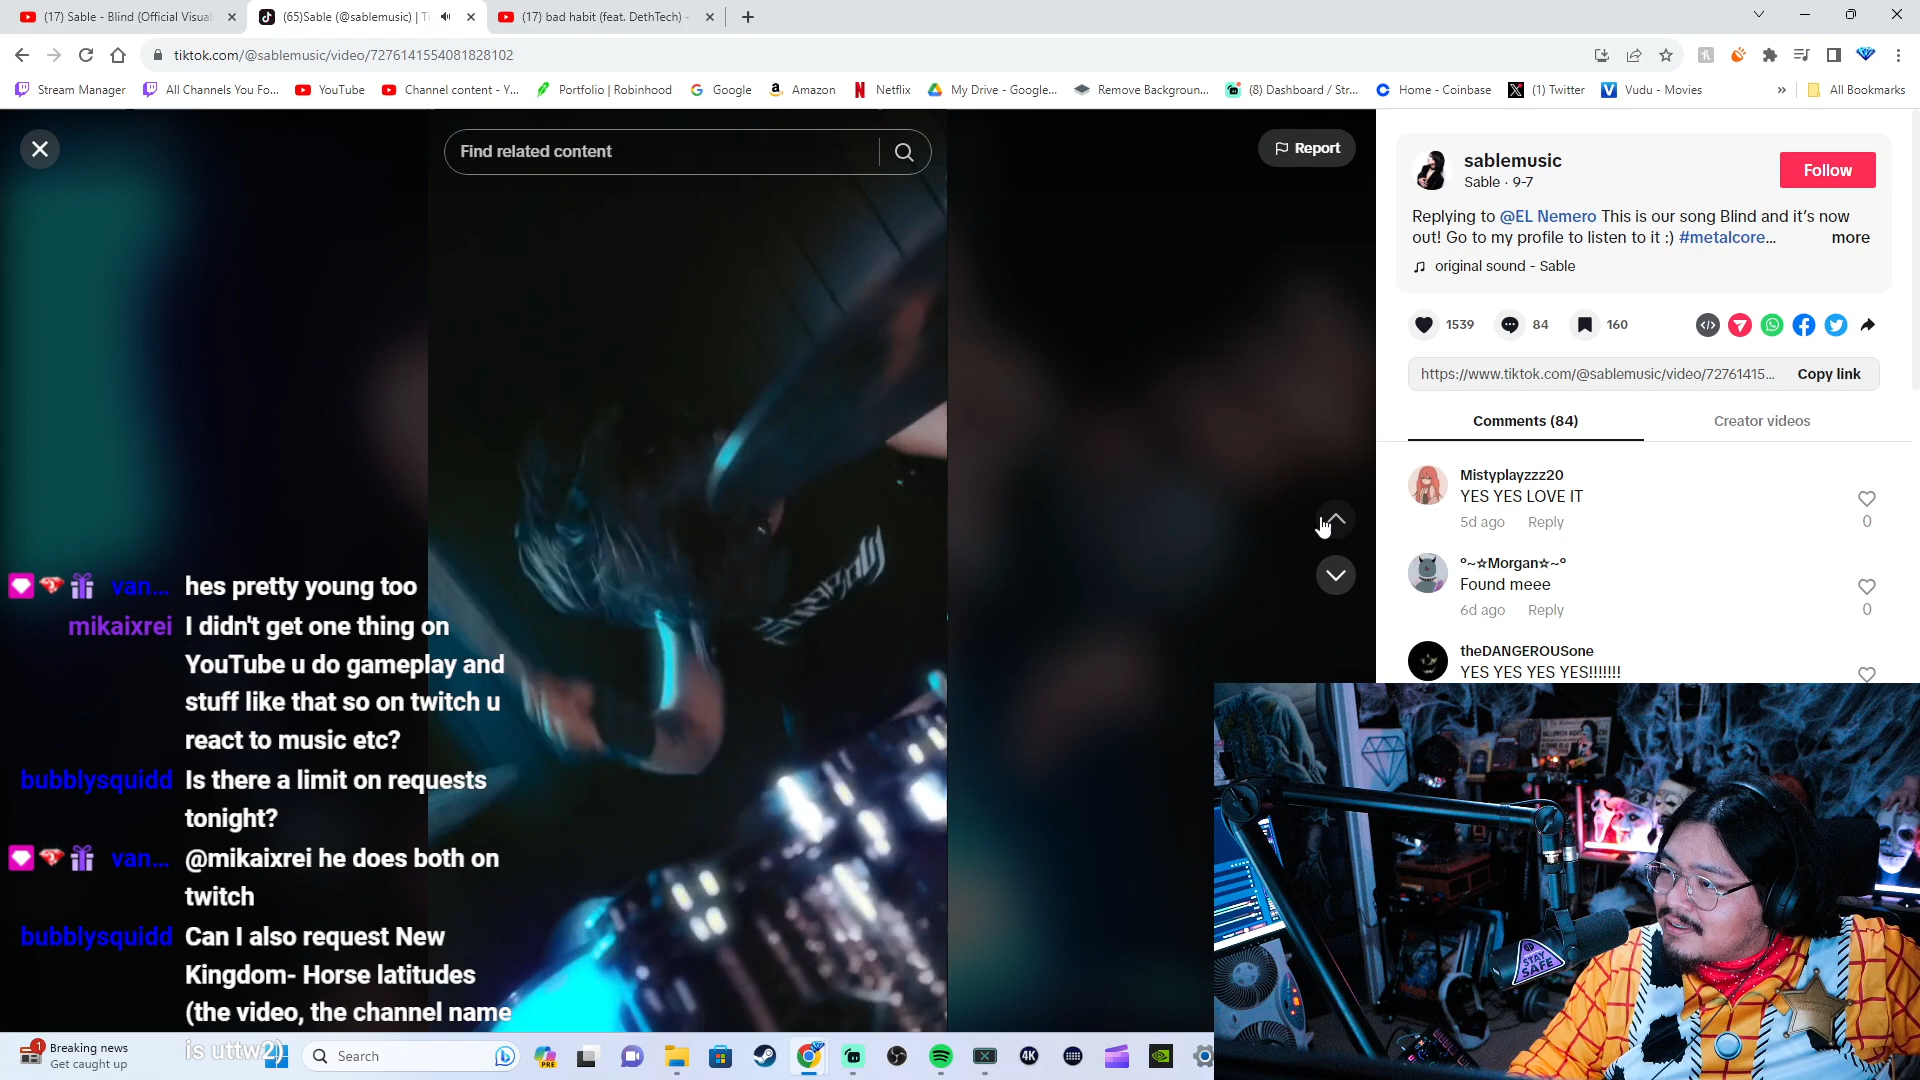 (17) Sable - Blind (Official Visual
(65)Sable (@sablemusic) | Ti
(17) bad habit (feat. DethTech) -
tiktok.com/@sablemusic/video/7276141554081828102
Stream Manager
All Channels You Fo...
YouTube
Channel content - Y...
Portfolio | Robinhood
Google
Amazon
Netflix
My Drive - Google...
Remove Backgroun...
(8) Dashboard / Str...
Home - Coinbase
(1) Twitter
Vudu - Movies
»
All Bookmarks
Find related content
Report
sablemusic
Sable · 9-7
Follow
Replying to @EL Nemero This is our song Blind and it's now
out! Go to my profile to listen to it :) #metalcore... more
original sound - Sable
1539
84
160
https://www.tiktok.com/@sablemusic/video/72761415...
Copy link
Comments (84)
Creator videos
Mistyplayzzz20
YES YES LOVE IT
5d ago Reply
0
°~☆Morgan☆~°
Found meee
6d ago Reply
0
theDANGEROUSone
YES YES YES YES!!!!!!!
van... hes pretty young too
mikaixrei I didn't get one thing on
YouTube u do gameplay and
stuff like that so on twitch u
react to music etc?
bubblysquidd Is there a limit on requests
tonight?
van... @mikaixrei he does both on
twitch
bubblysquidd Can I also request New
Kingdom- Horse latitudes
(the video, the channel name
is uttw2)
STAY
SAFE
1
Breaking news
Get caught up
Search
PRE
4K